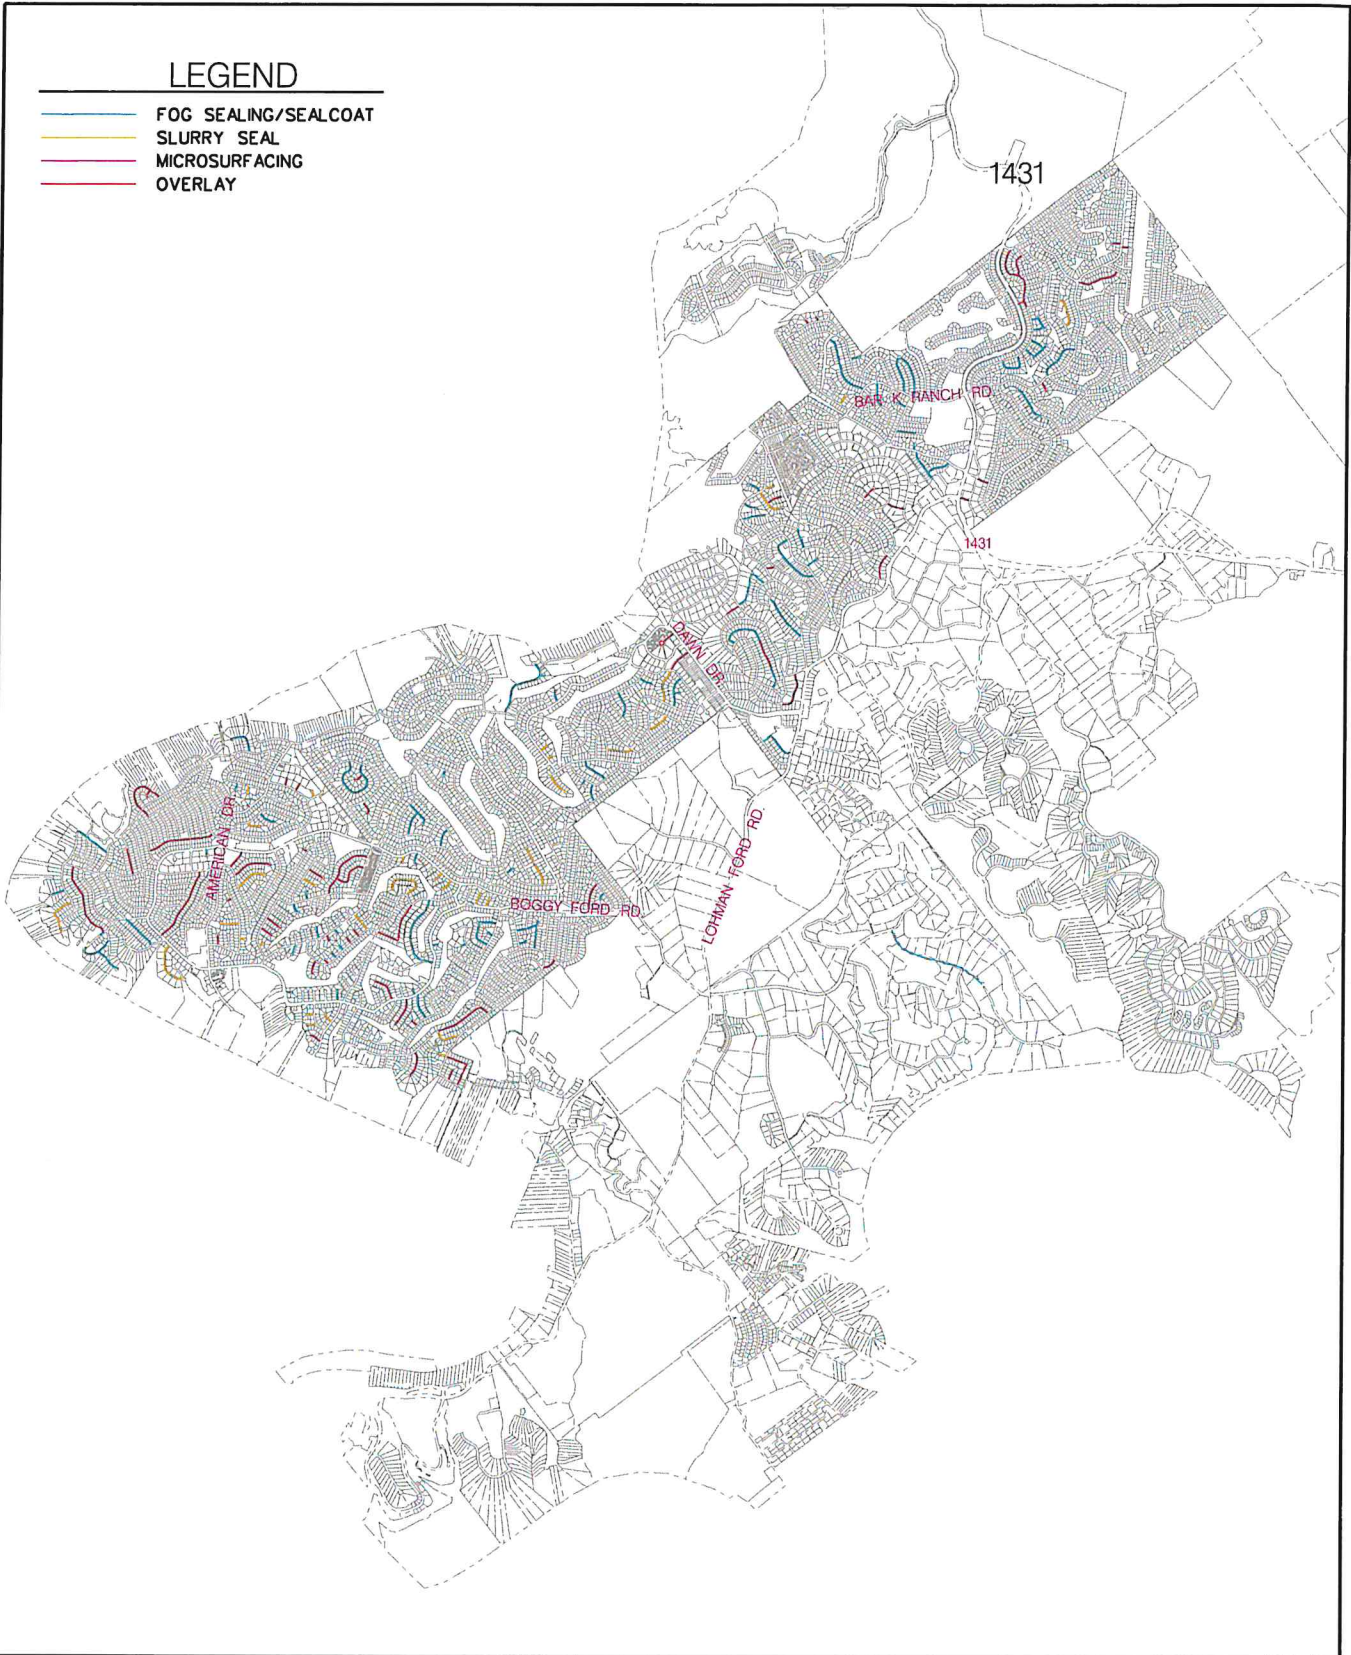 LEGEND
FOG SEALING/SEALCOAT
SLURRY SEAL
MICROSURFACING
OVERLAY
1431
BAR K RANCH RD.
1431
DAWN DR.
AMERICAN DR.
LOHMAN FORD RD.
BOGGY FORD RD.